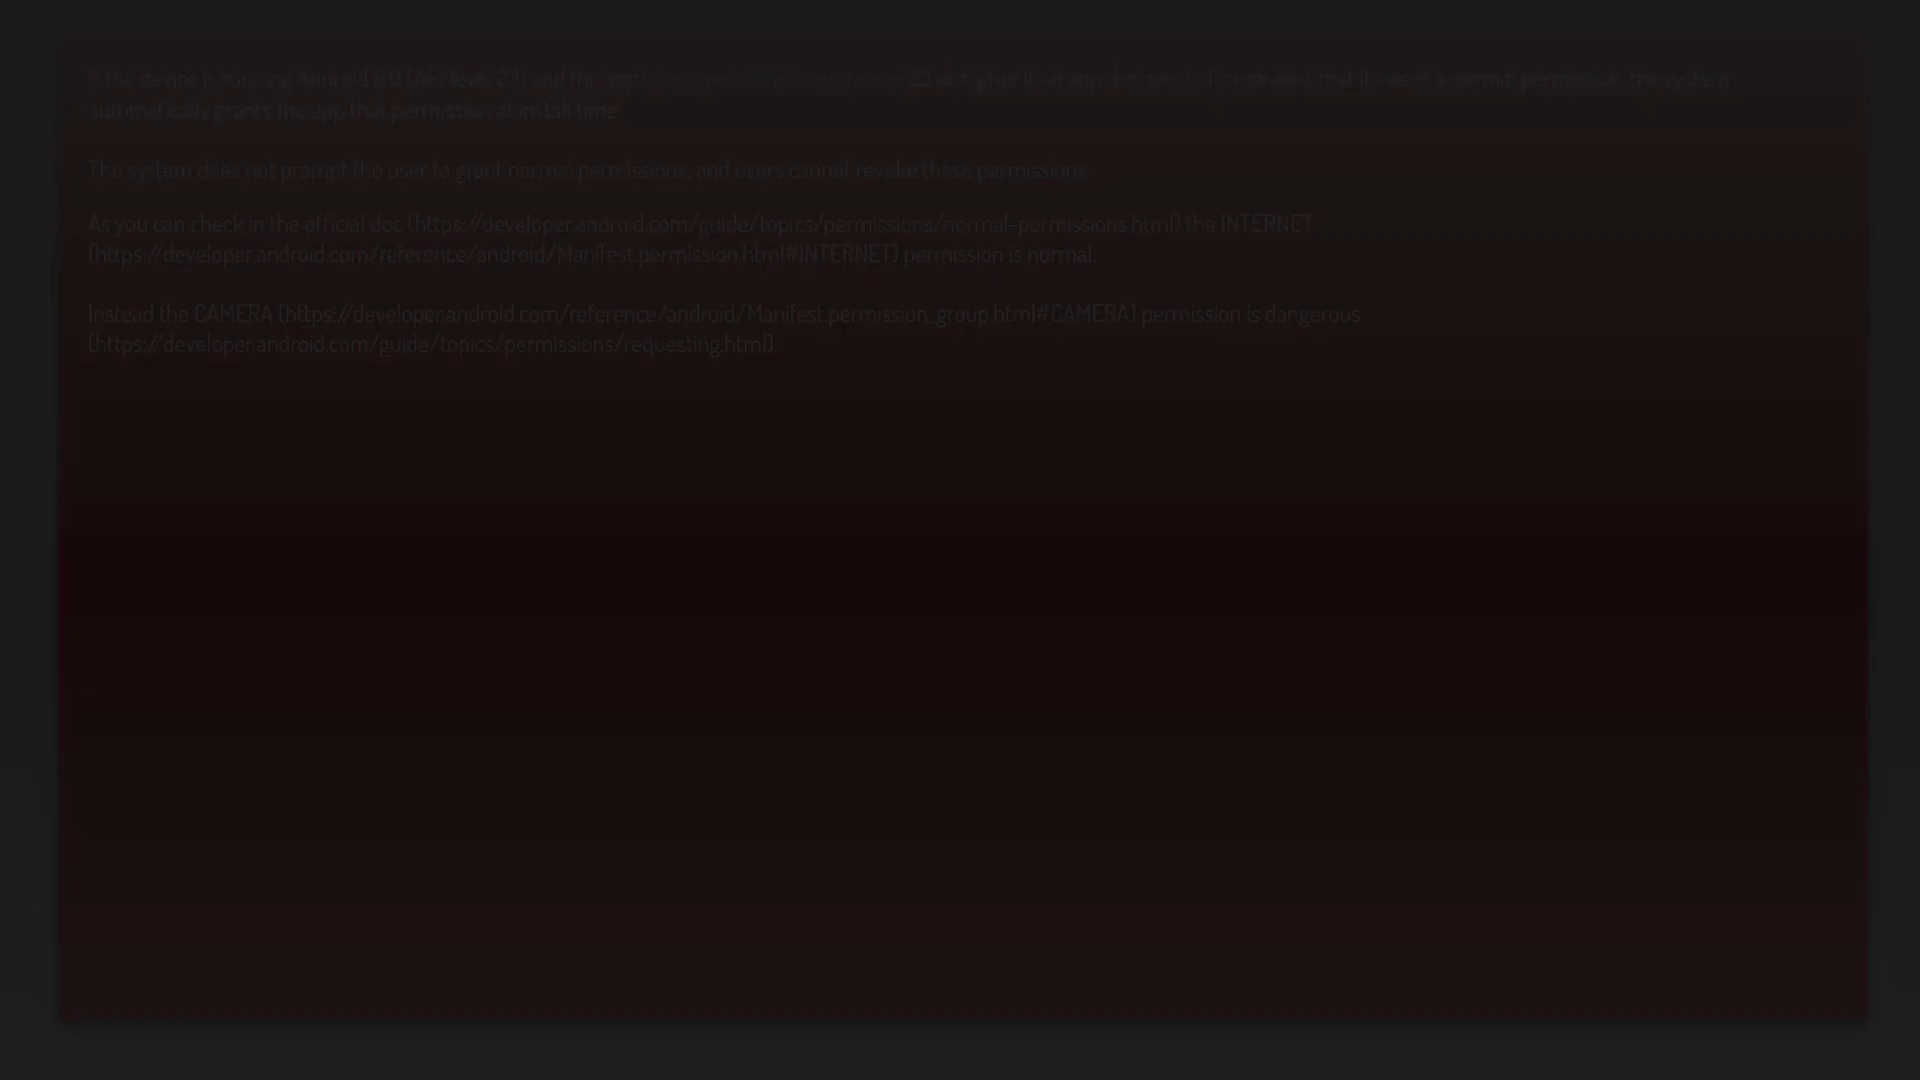 If the device is running Android 6.0 (API level 23) and the app's is 23 or higher if an app declares in its manifest that it needs a normal permission, the system
automatically grants the app that permission at install time.
The system does not prompt the user to grant normal permissions, and users cannot revoke these permissions.
As you can check in the official doc (https://developer.android.com/guide/topics/permissions/normal-permissions.html) the INTERNET
(https://developer.android.com/reference/android/Manifest.permission.html#INTERNET) permission is normal.
Instead the CAMERA (https://developer.android.com/reference/android/Manifest.permission_group.html#CAMERA) permission is dangerous
(https://developer.android.com/guide/topics/permissions/requesting.html).